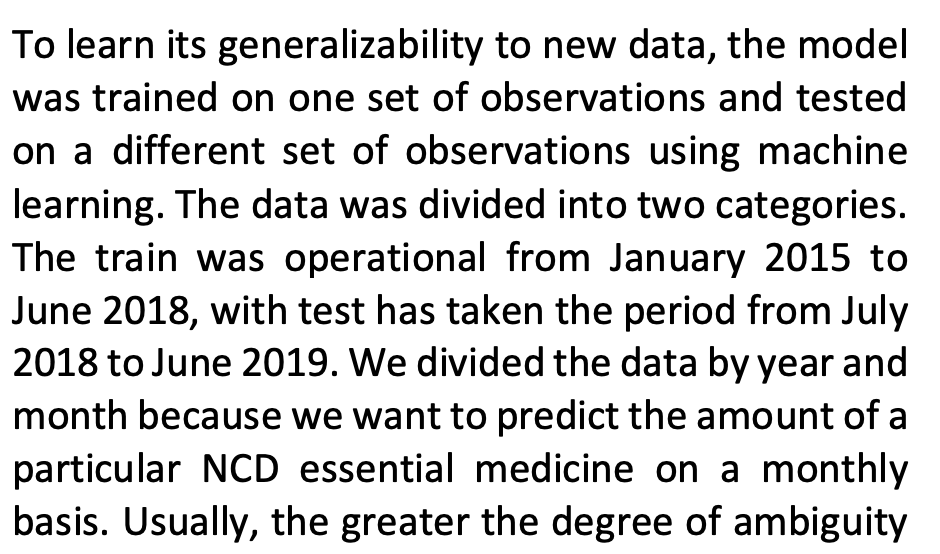 To learn its generalizability to new data, the model
was trained on one set of observations and tested
on a different set of observations using machine
learning. The data was divided into two categories.
The train was operational from January 2015 to
June 2018, with test has taken the period from July
2018 to June 2019. We divided the data by year and
month because we want to predict the amount of a
particular NCD essential medicine on a monthly
basis. Usually, the greater the degree of ambiguity